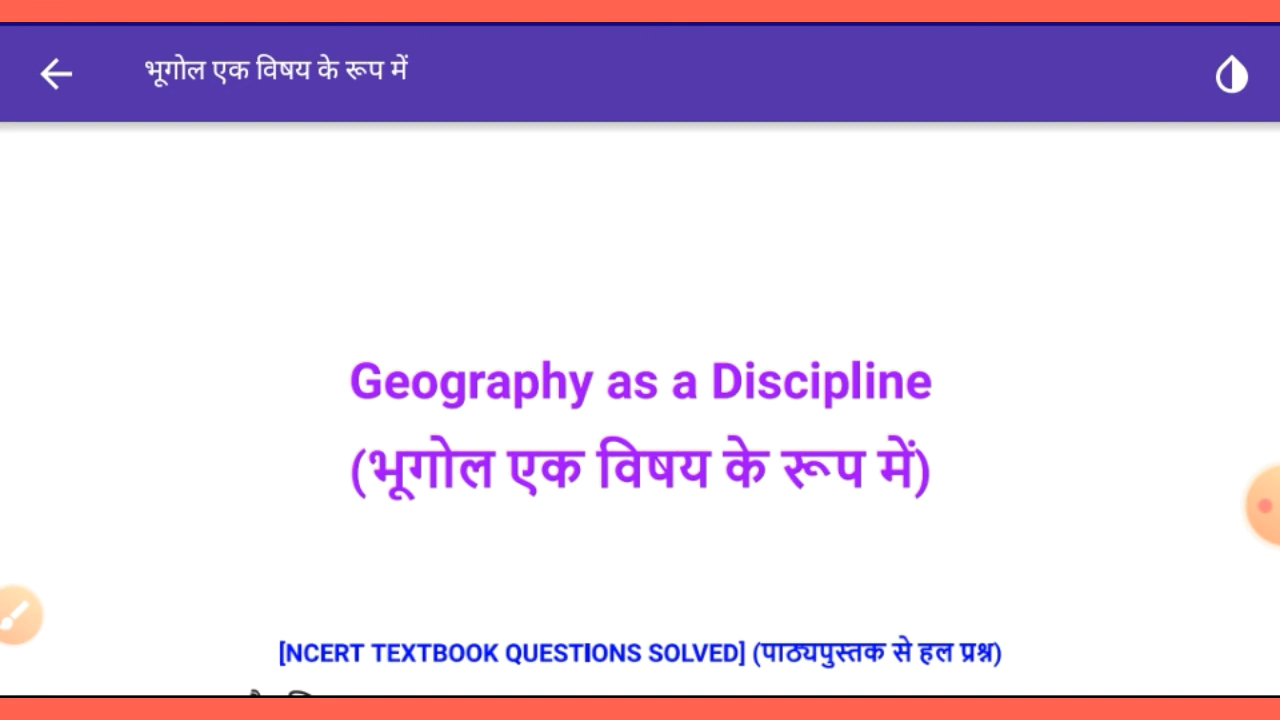 भूगोल एक विषय के रूप में
Geography as a Discipline
(भूगोल एक विषय के रूप में)
[NCERT TEXTBOOK QUESTIONS SOLVED] (पाठ्यपुस्तक से हल प्रश्न)